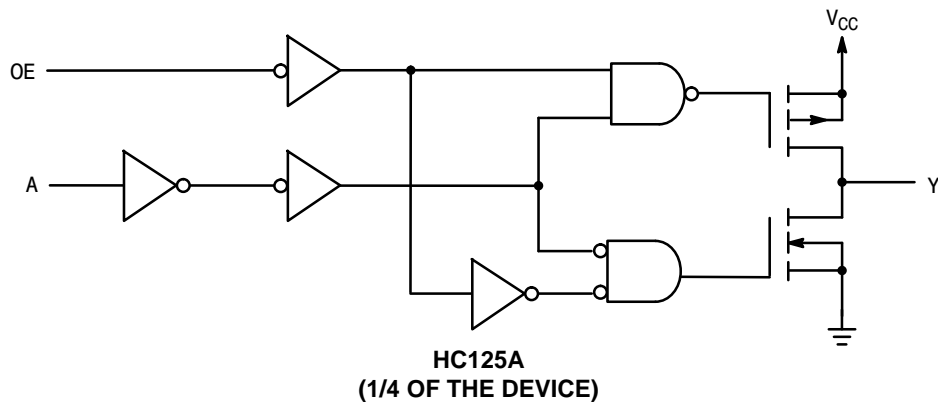 V_CC
OE
A
Y
HC125A
(1/4 OF THE DEVICE)